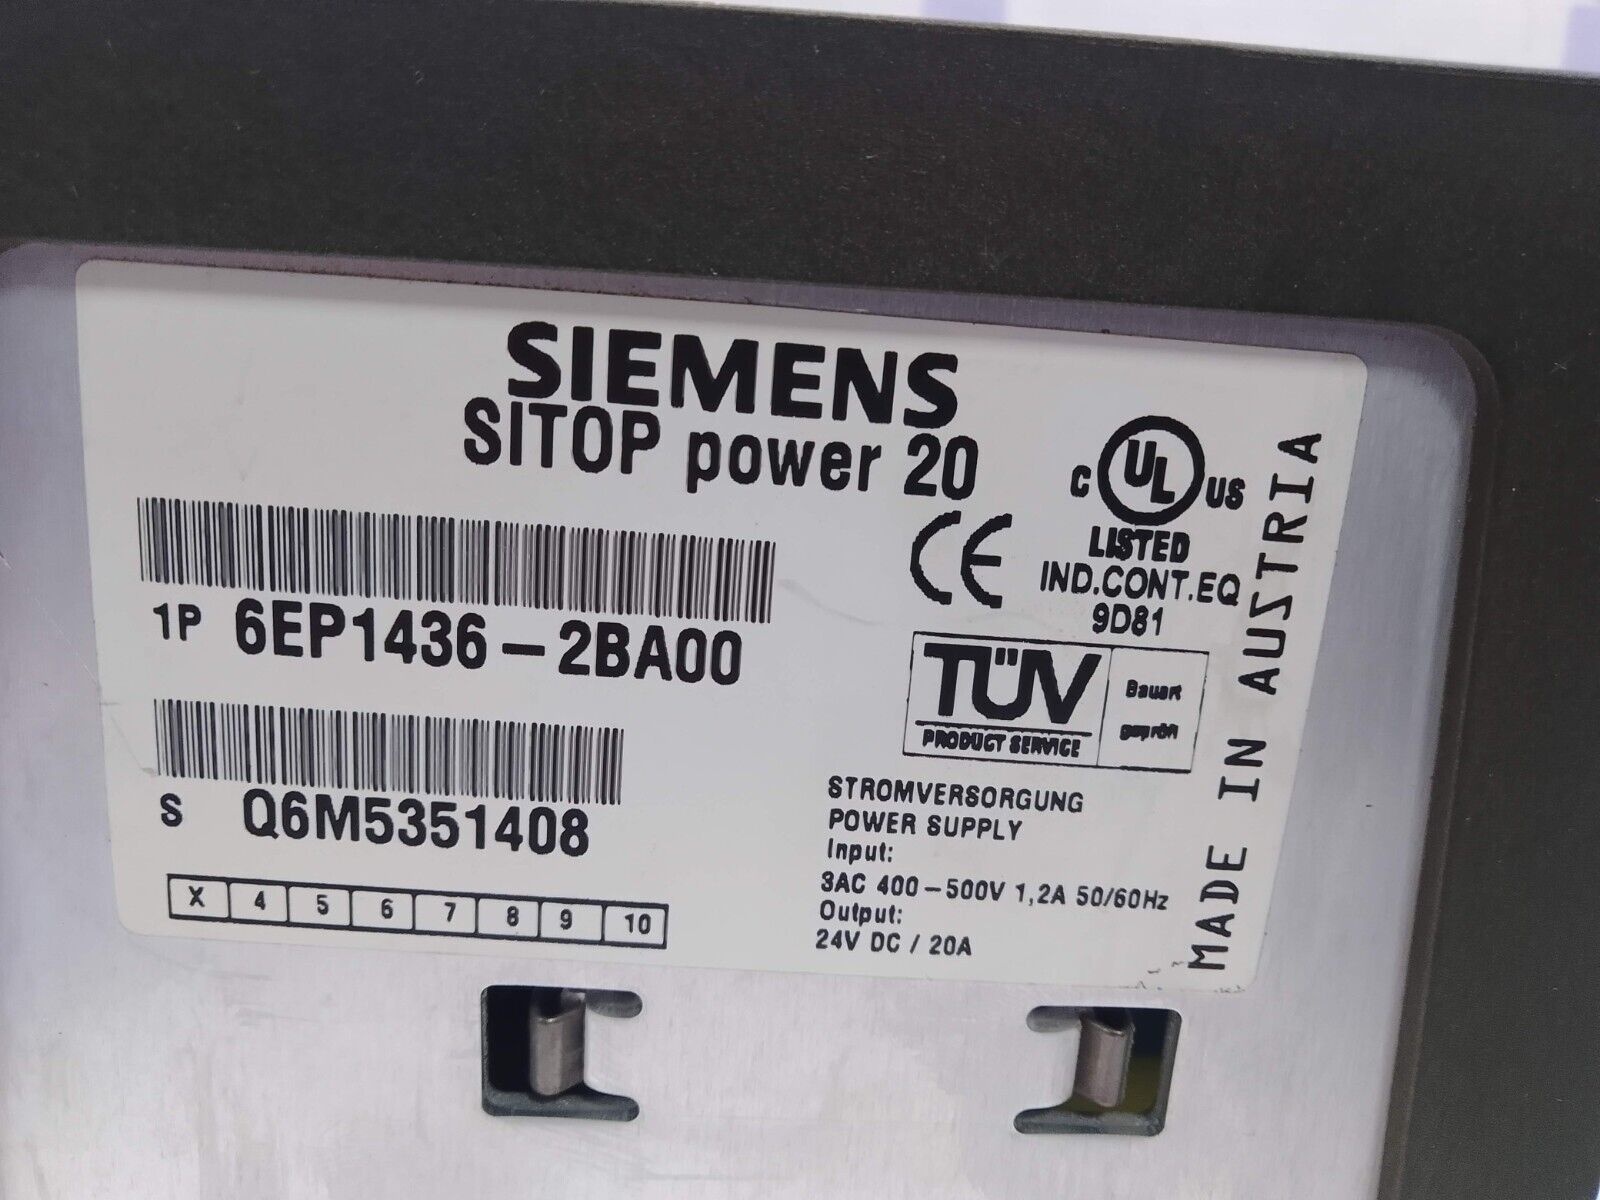 SIEMENS
SITOP power 20
1P 6EP1436-2BA00
S Q6M5351408
X 4 5 6 7 8 9 10
C UL US
LISTED
IND.CONT.EQ
9D81
CE
TÜV
PRODUCT SERVICE
Bauart
geprüft
STROMVERSORGUNG
POWER SUPPLY
Input:
3AC 400-500V 1,2A 50/60Hz
Output:
24V DC / 20A
MADE IN AUSTRIA